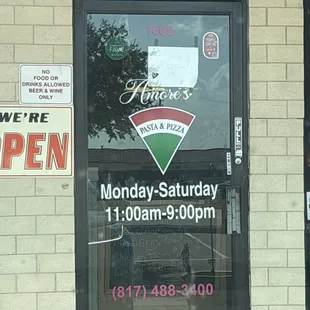 NO
FOOD OR
DRINKS ALLOWED
BEER & WINE
ONLY
WE'RE
OPEN
Amore's
PASTA & PIZZA
Monday-Saturday
11:00am-9:00pm
(817) 488-3400